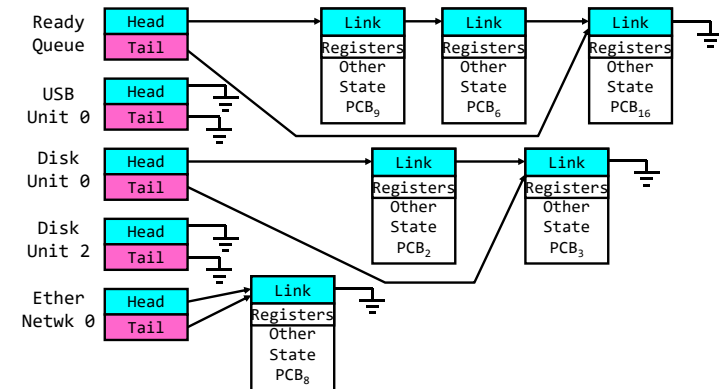 Ready
Queue
Head
Tail
Link
Registers
Other
State
PCB9
Link
Registers
Other
State
PCB6
Link
Registers
Other
State
PCB16
USB
Unit 0
Head
Tail
Disk
Unit 0
Head
Tail
Link
Registers
Other
State
PCB2
Link
Registers
Other
State
PCB3
Disk
Unit 2
Head
Tail
Ether
Netwk 0
Head
Tail
Link
Registers
Other
State
PCB8